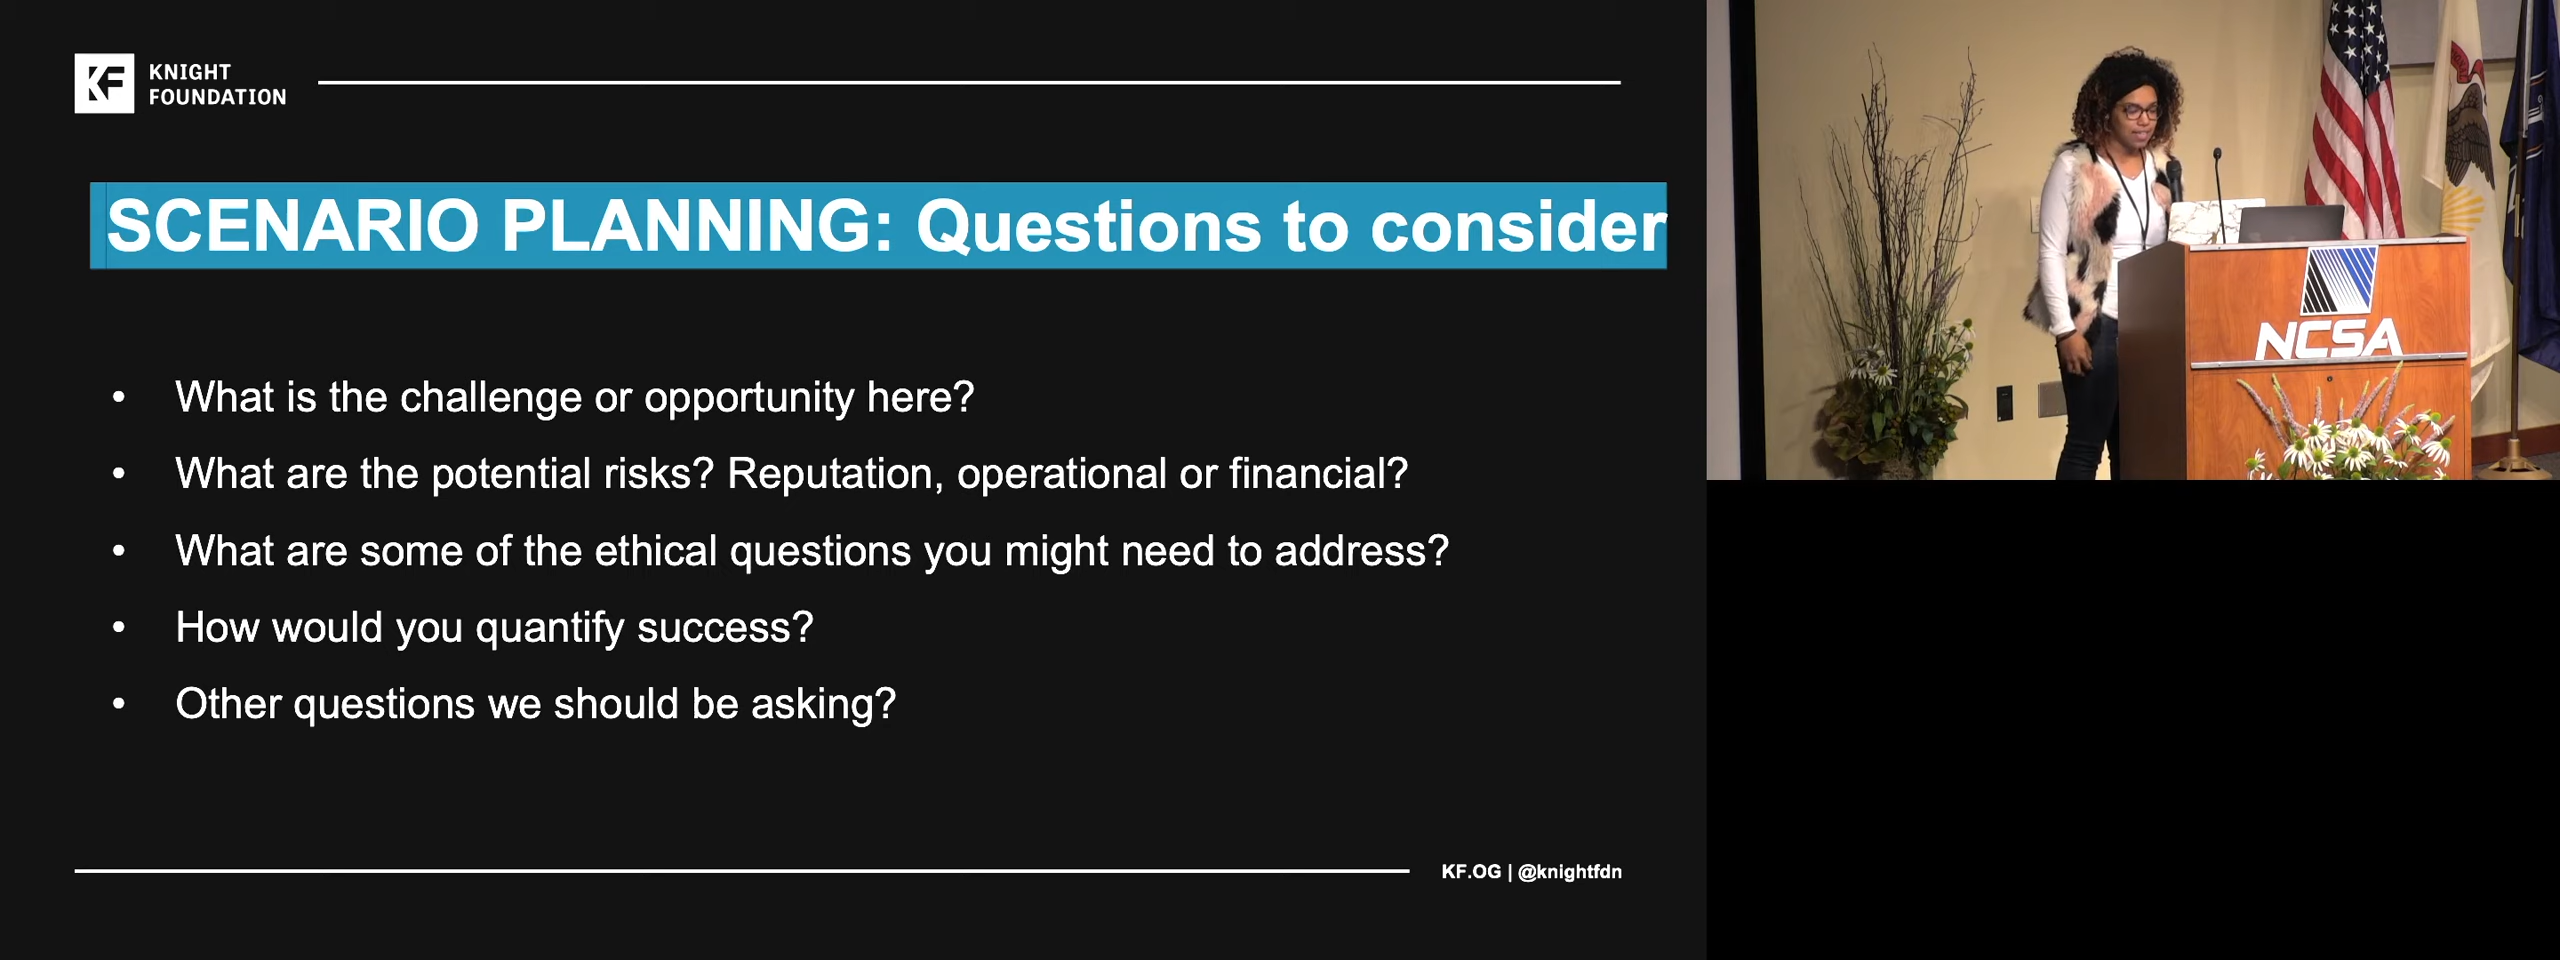 KF KNIGHT
FOUNDATION
SCENARIO PLANNING: Questions to consider
• What is the challenge or opportunity here?
• What are the potential risks? Reputation, operational or financial?
• What are some of the ethical questions you might need to address?
• How would you quantify success?
• Other questions we should be asking?
KF.OG | @knightfdn
NCSA